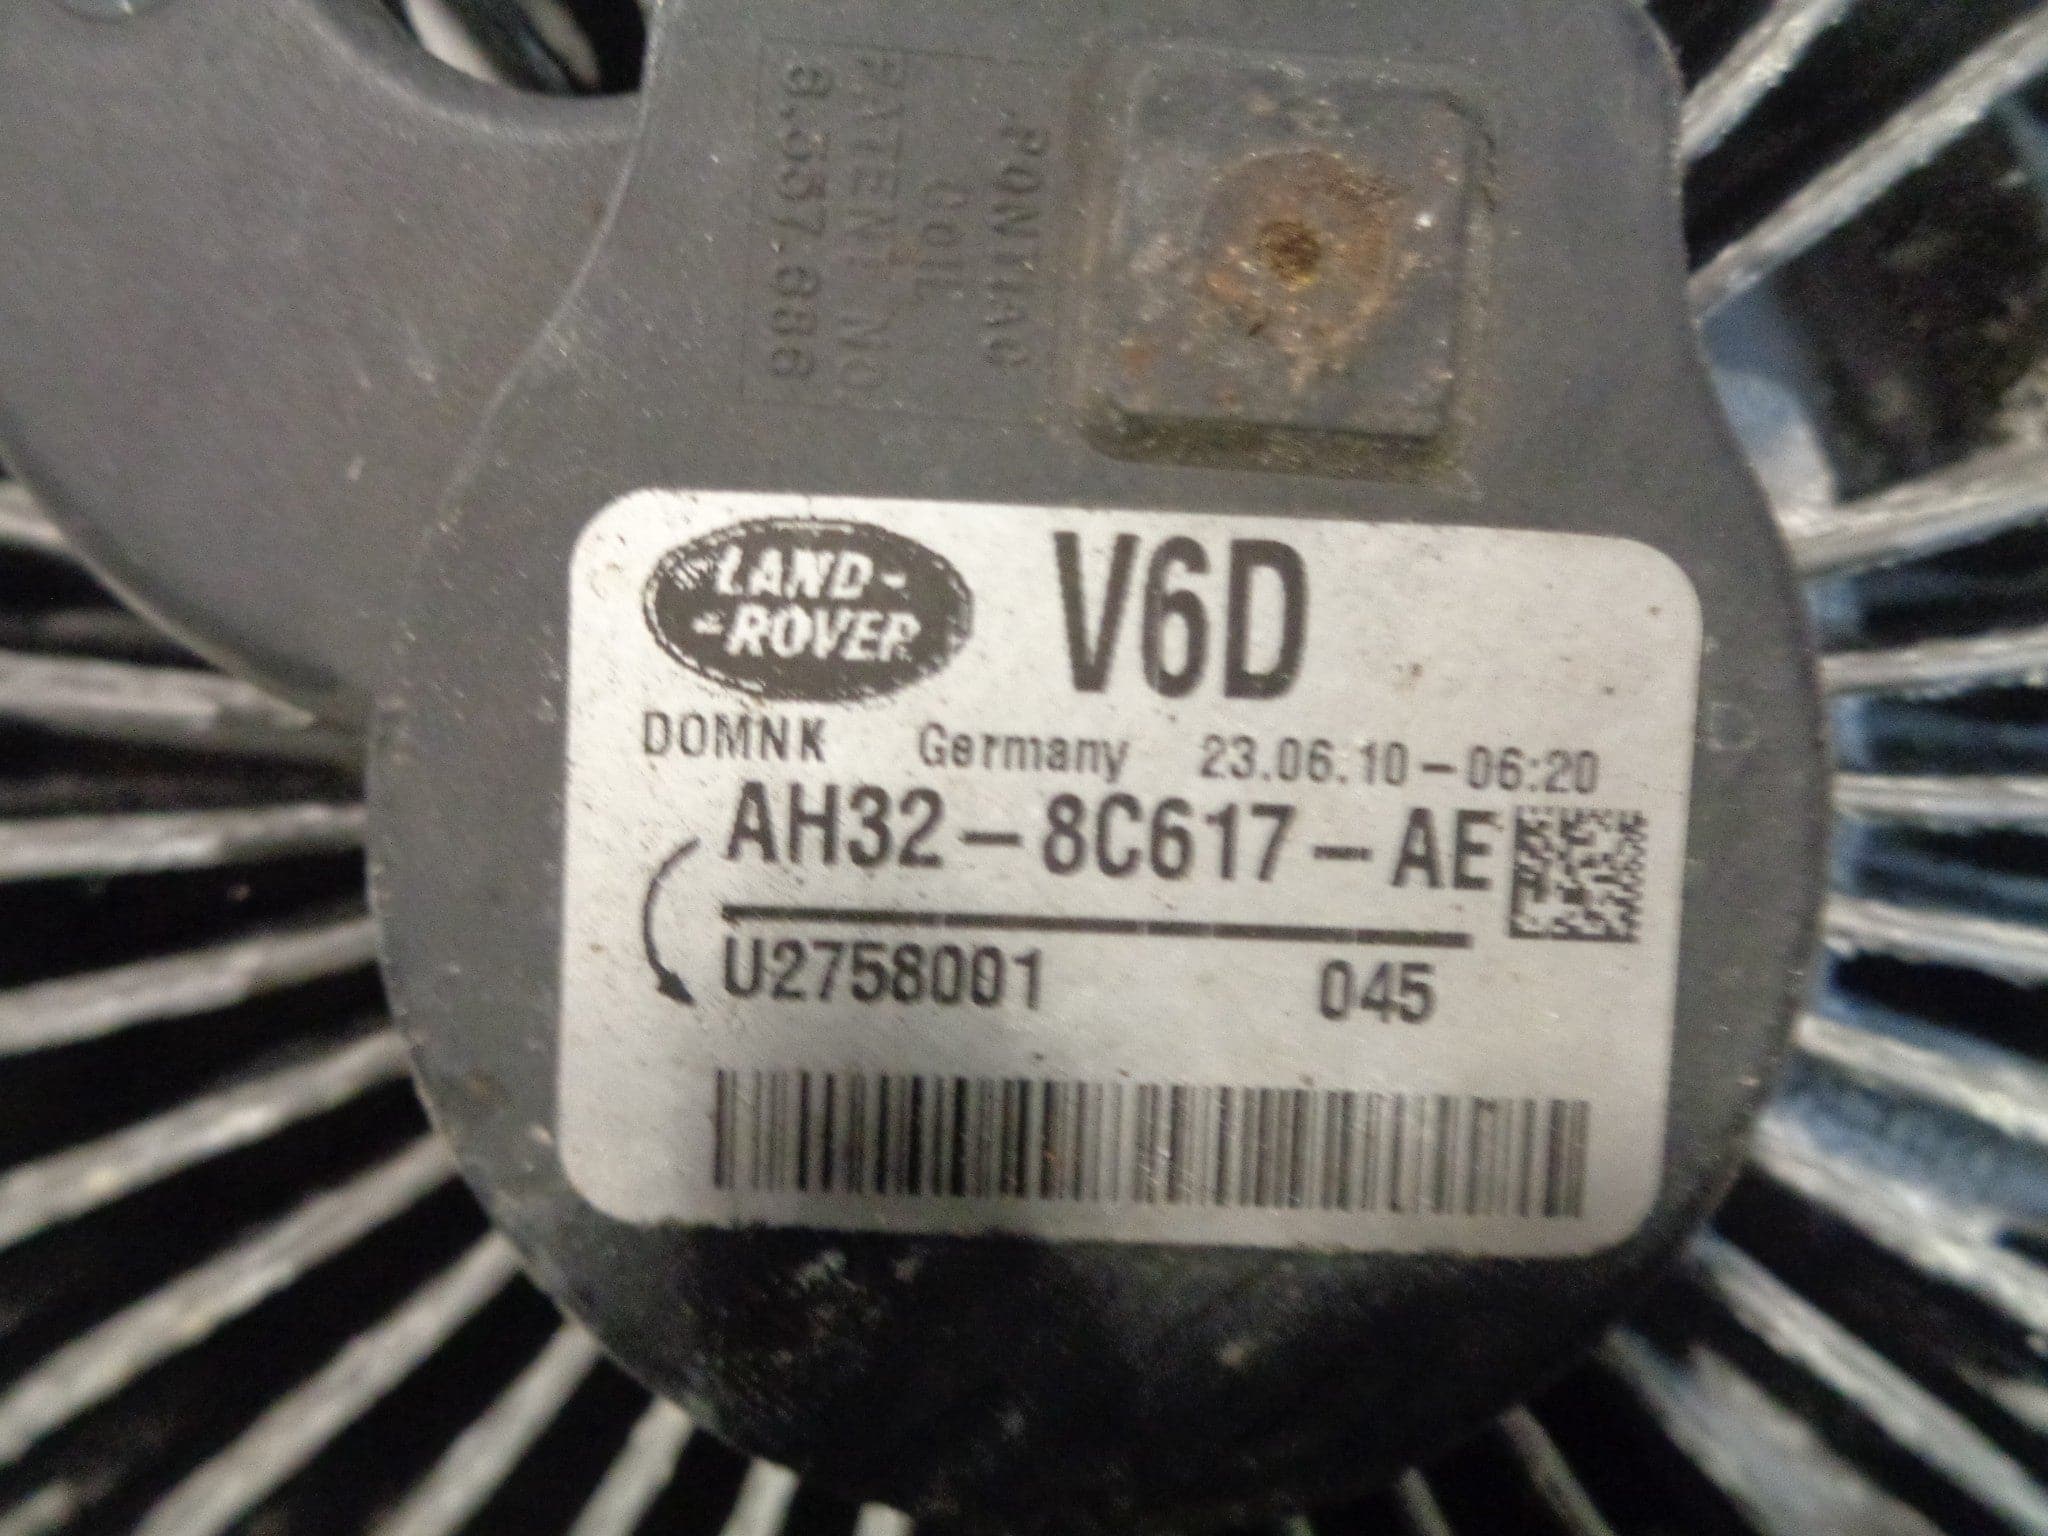 PONTIAC
COIL
PATENT NO
8.557.686
LAND-
-ROVER
V6D
DOMNK Germany 23.06.10-06:20
AH32-8C617-AE
U2758001 045